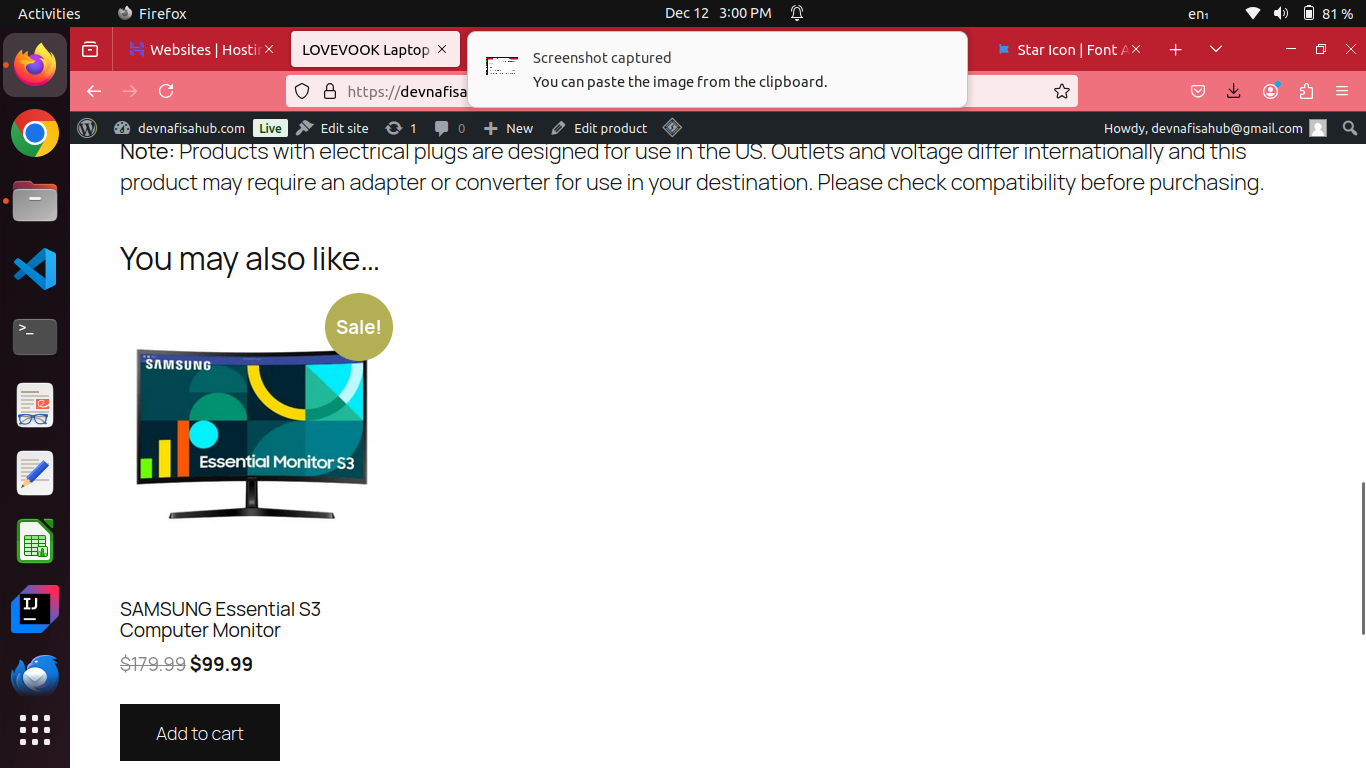 Activities
Firefox
Dec 12 3:00 PM
en₁
81 %
Websites | Hostin
LOVEVOOK Laptop
Star Icon | Font A
Screenshot captured
You can paste the image from the clipboard.
https://devnafisa
devnafisahub.com
Live
Edit site
1
0
New
Edit product
Howdy, devnafisahub@gmail.com
Note: Products with electrical plugs are designed for use in the US. Outlets and voltage differ internationally and this
product may require an adapter or converter for use in your destination. Please check compatibility before purchasing.
You may also like…
Sale!
SAMSUNG
Essential Monitor S3
SAMSUNG Essential S3
Computer Monitor
$179.99 $99.99
Add to cart